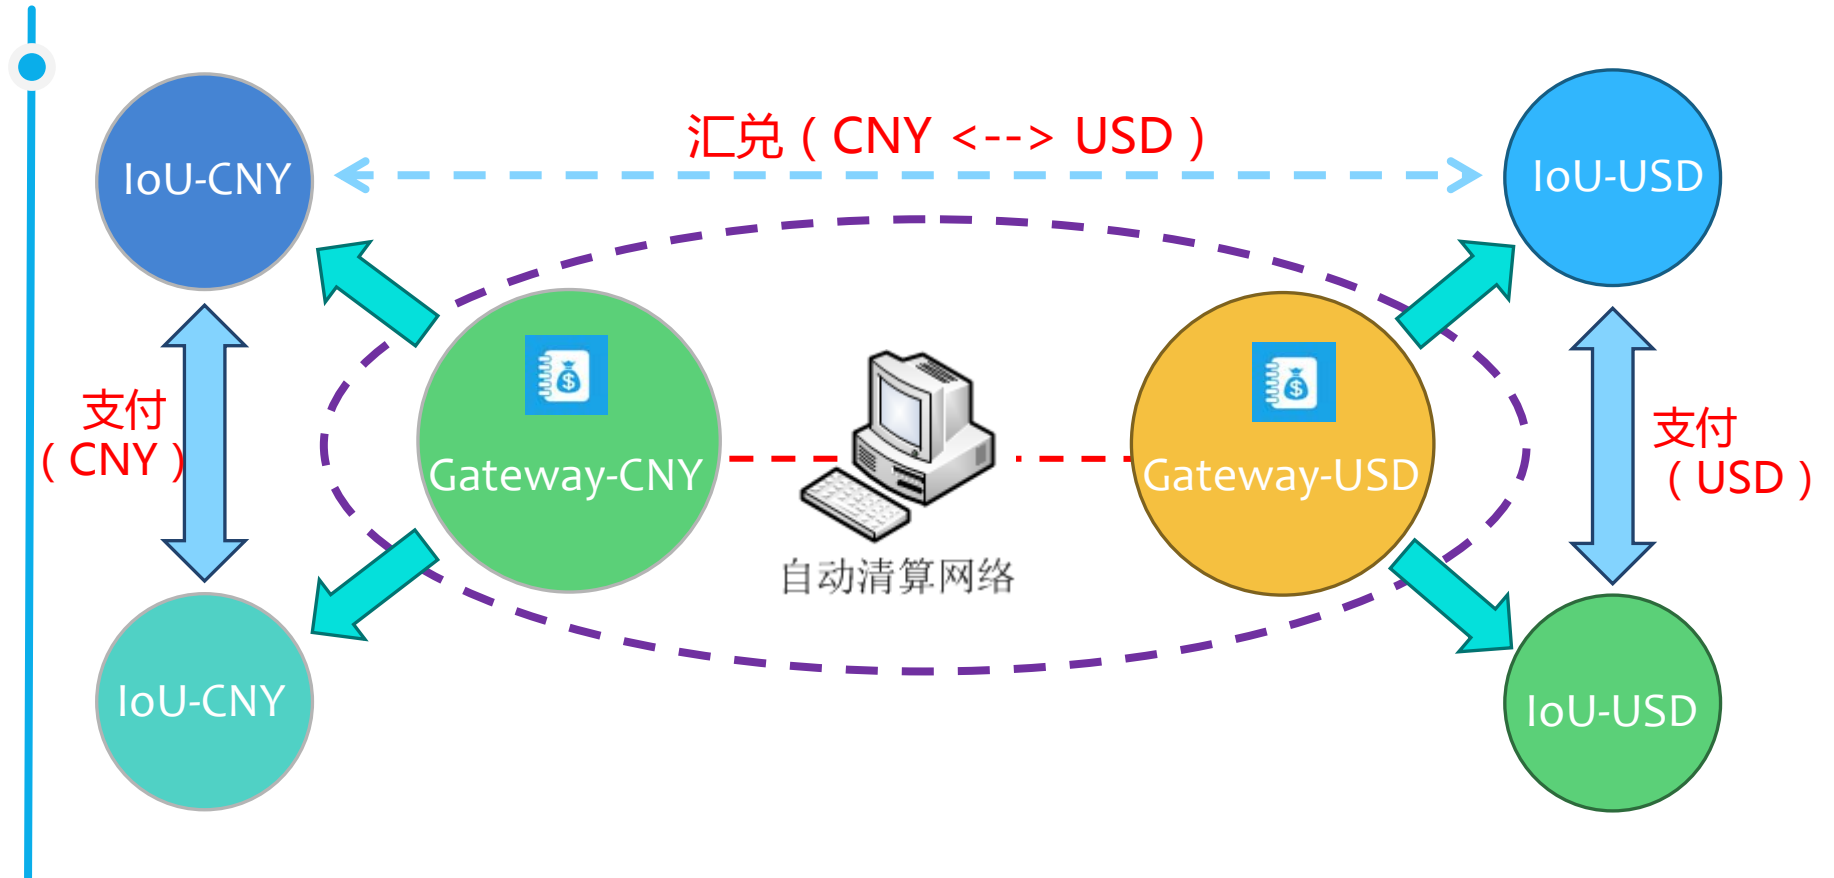 汇兑（CNY <--> USD）
IoU-CNY
IoU-USD
支付
（CNY）
支付
（USD）
Gateway-CNY
Gateway-USD
自动清算网络
IoU-CNY
IoU-USD